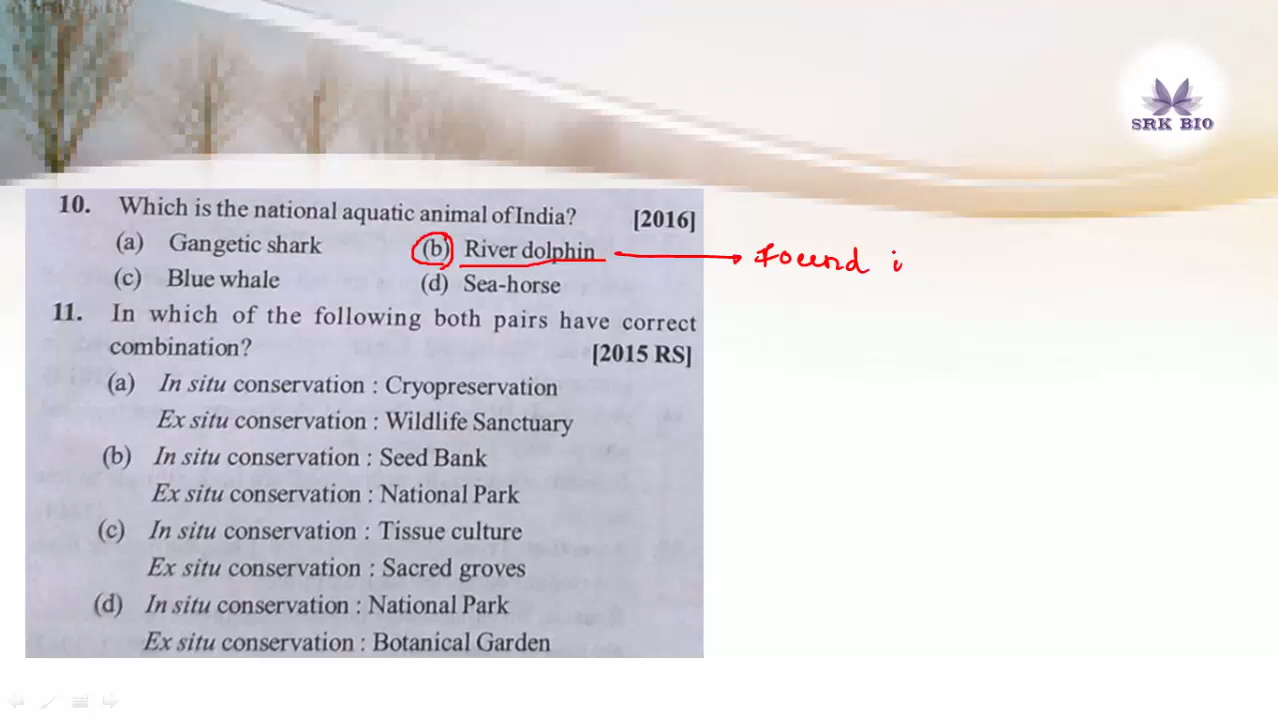 SRK BIO
10. Which is the national aquatic animal of India? [2016]
(a) Gangetic shark (b) River dolphin → found i
(c) Blue whale (d) Sea-horse
11. In which of the following both pairs have correct
combination? [2015 RS]
(a) In situ conservation : Cryopreservation
Ex situ conservation : Wildlife Sanctuary
(b) In situ conservation : Seed Bank
Ex situ conservation : National Park
(c) In situ conservation : Tissue culture
Ex situ conservation : Sacred groves
(d) In situ conservation : National Park
Ex situ conservation : Botanical Garden